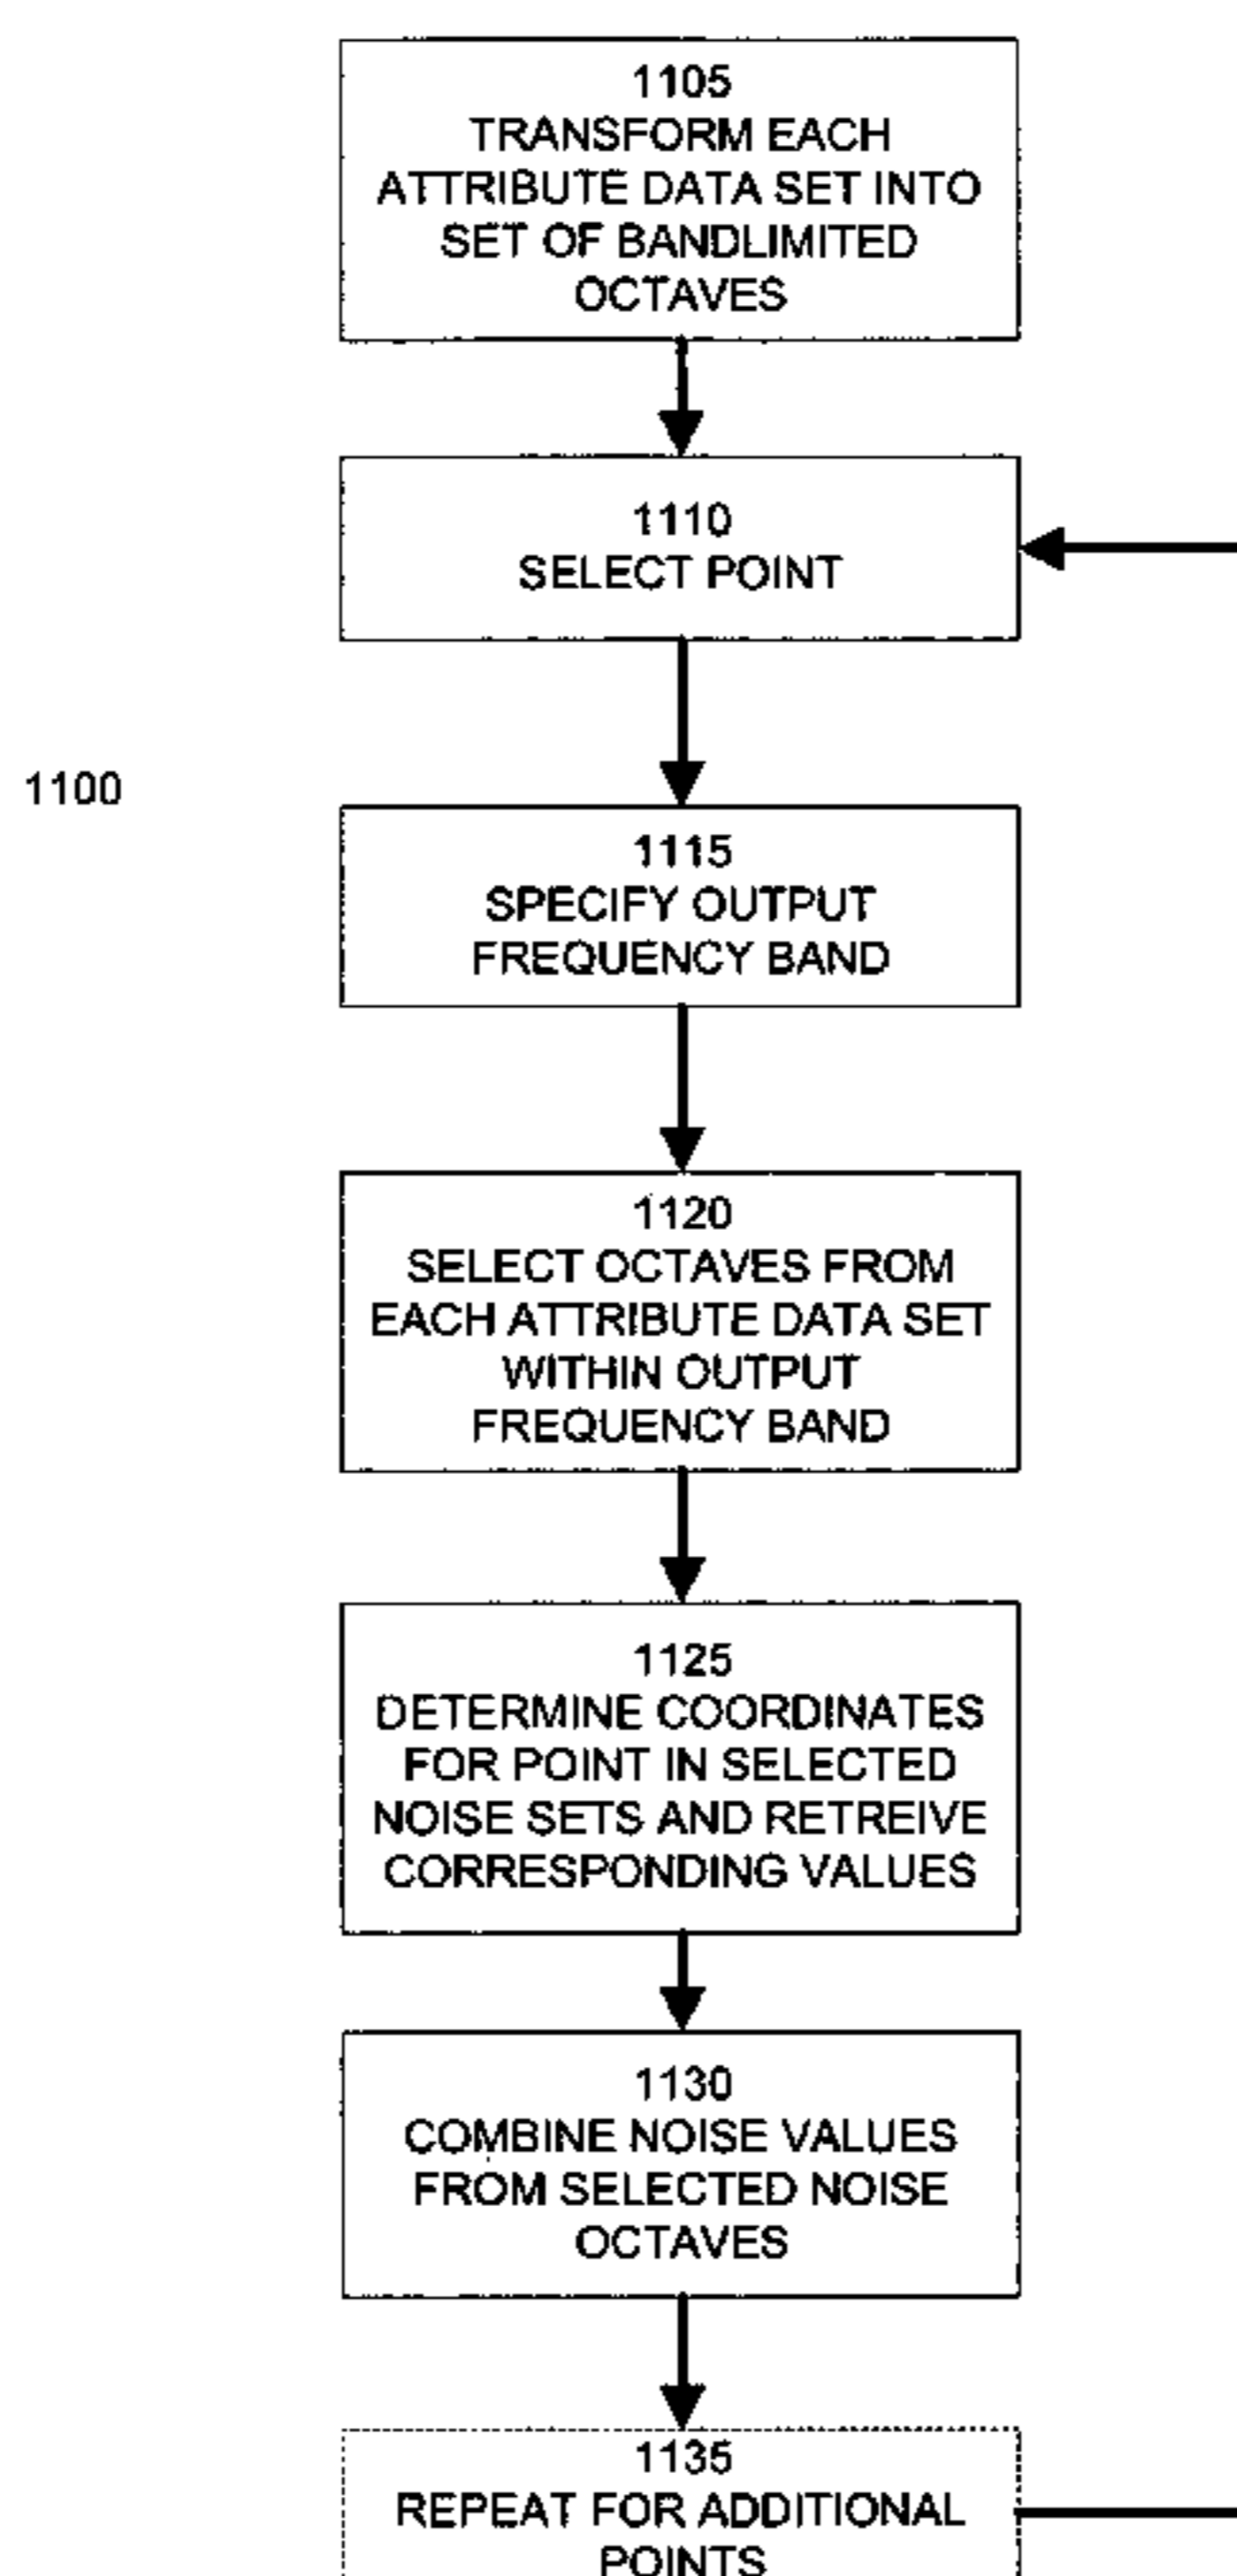 1105
TRANSFORM EACH
ATTRIBUTE DATA SET INTO
SET OF BANDLIMITED
OCTAVES
1110
SELECT POINT
1100
1115
SPECIFY OUTPUT
FREQUENCY BAND
1120
SELECT OCTAVES FROM
EACH ATTRIBUTE DATA SET
WITHIN OUTPUT
FREQUENCY BAND
1125
DETERMINE COORDINATES
FOR POINT IN SELECTED
NOISE SETS AND RETREIVE
CORRESPONDING VALUES
1130
COMBINE NOISE VALUES
FROM SELECTED NOISE
OCTAVES
1135
REPEAT FOR ADDITIONAL
POINTS